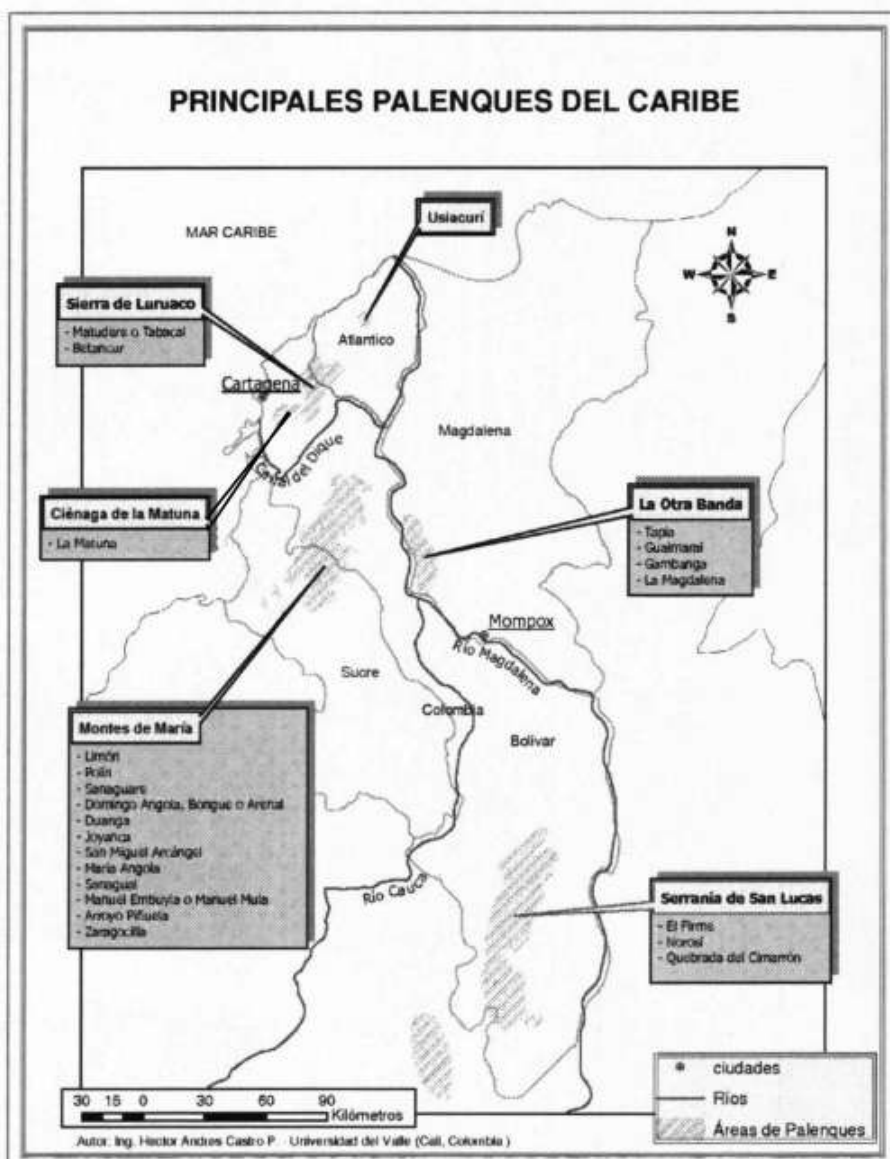 PRINCIPALES PALENQUES DEL CARIBE
MAR CARIBE
Usiacurí
N
W E
S
Sierra de Luruaco
- Matudere o Tabacal
- Betancur
Atlantico
Cartagena
Magdalena
Canal del Dique
Ciénaga de la Matuna
- La Matuna
La Otra Banda
- Tapia
- Guaimaral
- Gambanga
- La Magdalena
Mompox
Río Magdalena
Sucre
Colombia
Bolívar
Montes de María
- Limón
- Polín
- Sanaguare
- Domingo Angola, Bongue o Arenal
- Duanga
- Joyanca
- San Miguel Arcángel
- María Angola
- Sanagual
- Manuel Embuyla o Manuel Mula
- Arroyo Piñuela
- Zaragocilla
Río Cauca
Serranía de San Lucas
- El Firme
- Norosí
- Quebrada del Cimarrón
ciudades
Ríos
Áreas de Palenques
30 15 0 30 60 90
Kilómetros
Autor: Ing. Hector Andres Castro P. - Universidad del Valle (Cali, Colombia )